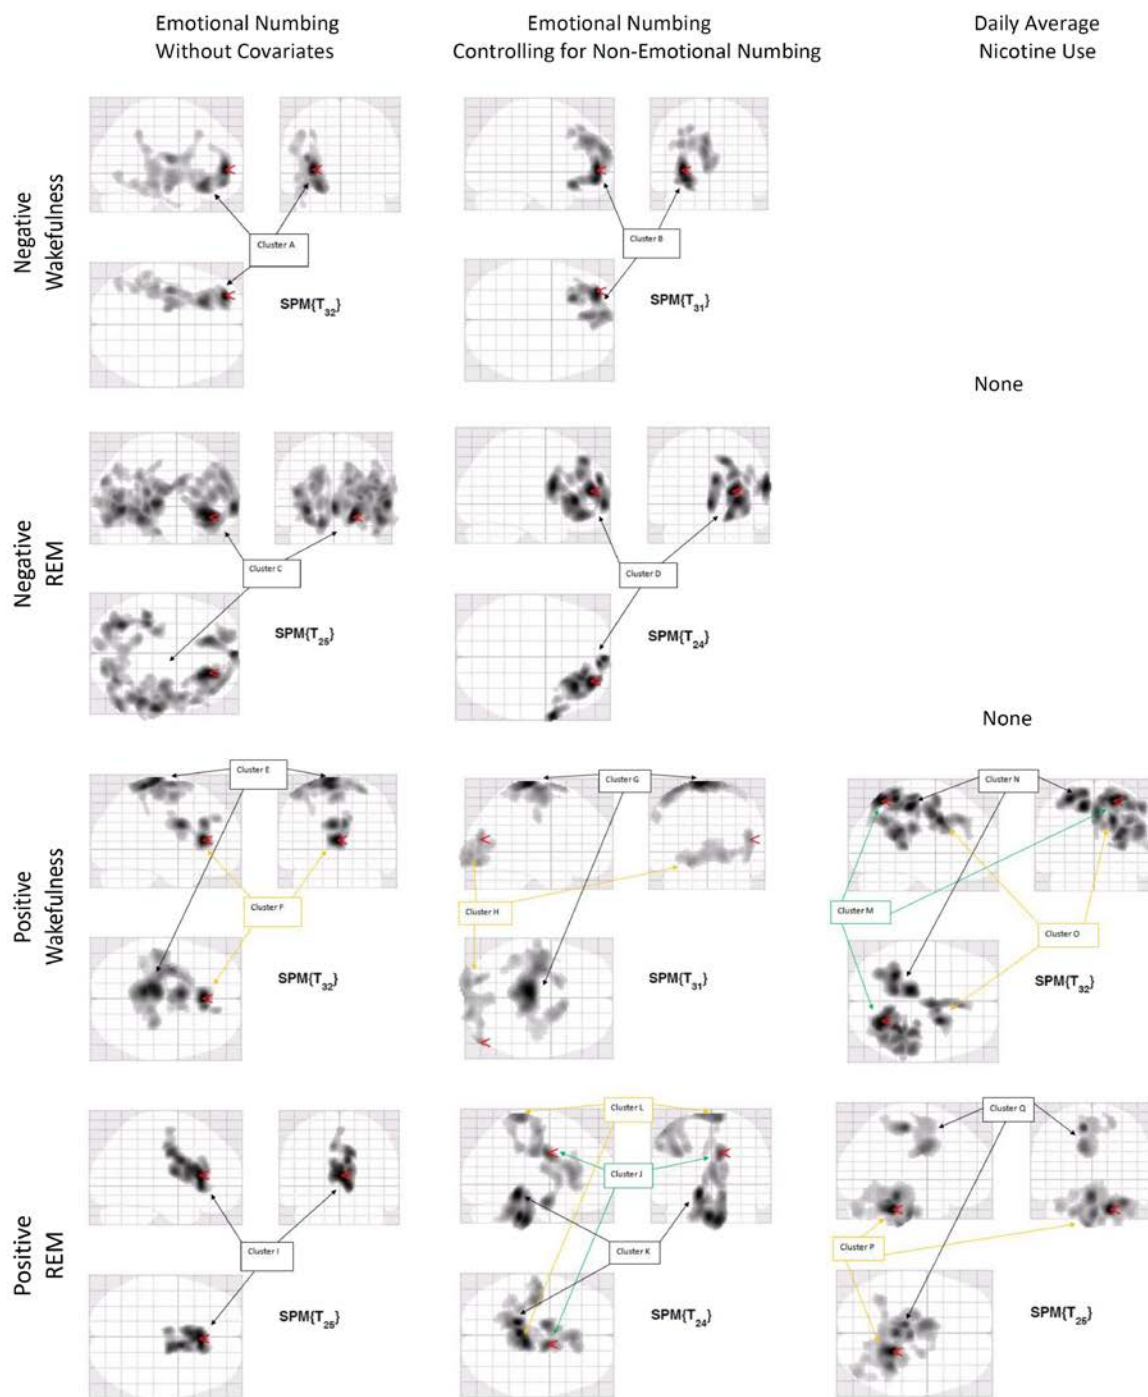 Emotional Numbing
Without Covariates
Emotional Numbing
Controlling for Non-Emotional Numbing
Daily Average
Nicotine Use
Negative
Wakefulness
Cluster A
SPM{T32}
Cluster B
SPM{T31}
None
Negative
REM
Cluster C
SPM{T25}
Cluster D
SPM{T24}
None
Positive
Wakefulness
Cluster E
Cluster F
SPM{T32}
Cluster G
Cluster H
SPM{T31}
Cluster N
Cluster M
Cluster O
SPM{T32}
Positive
REM
Cluster I
SPM{T25}
Cluster L
Cluster J
Cluster K
SPM{T24}
Cluster Q
Cluster P
SPM{T25}